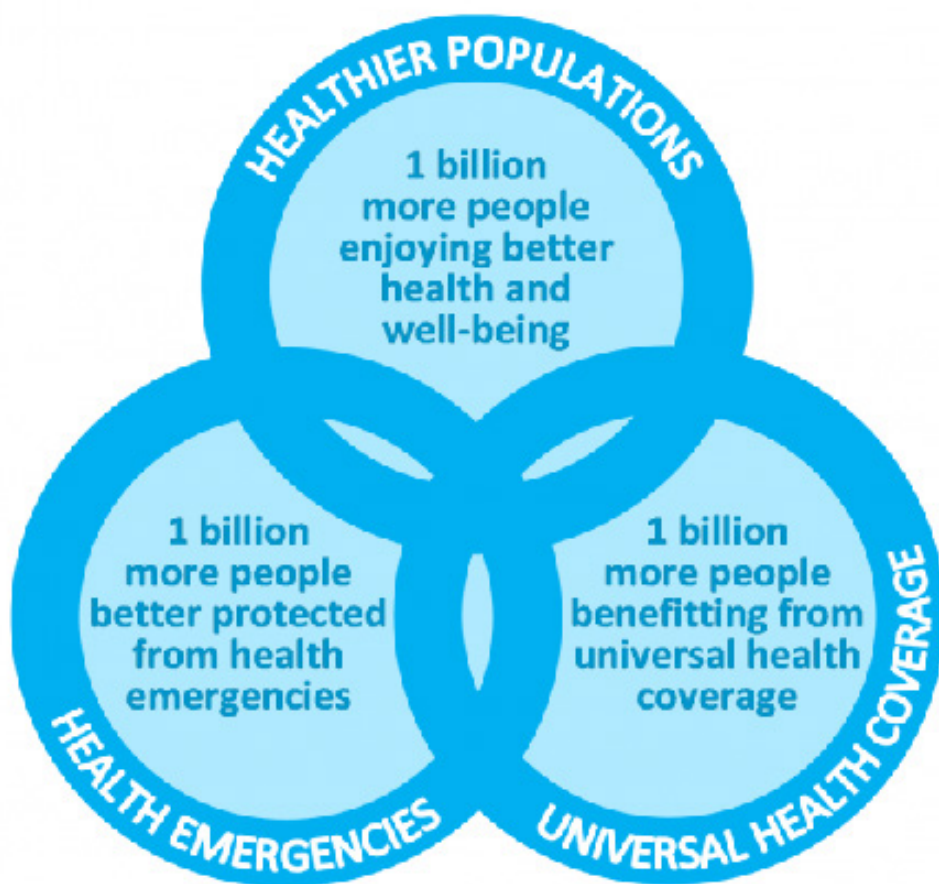 HEALTHIER POPULATIONS
1 billion
more people
enjoying better
health and
well-being
1 billion
more people
better protected
from health
emergencies
HEALTH EMERGENCIES
1 billion
more people
benefitting from
universal health
coverage
UNIVERSAL HEALTH COVERAGE